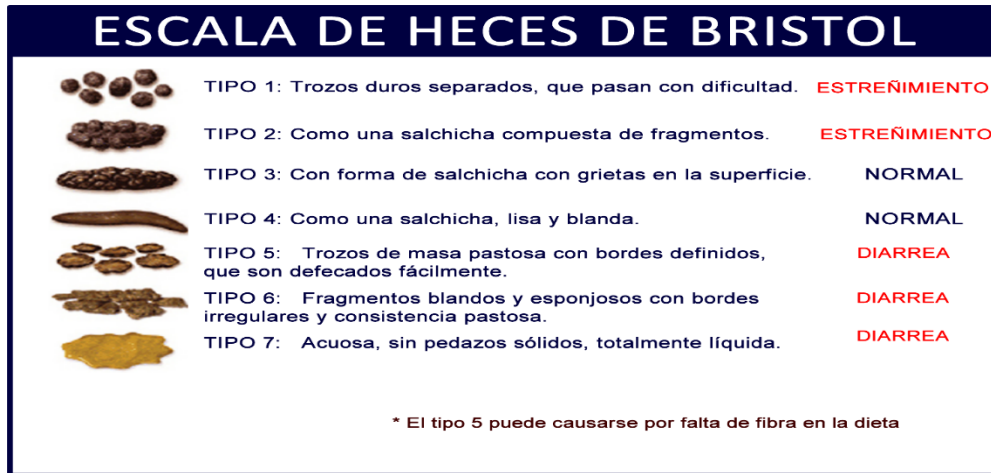 ESCALA DE HECES DE BRISTOL
TIPO 1: Trozos duros separados, que pasan con dificultad. ESTREÑIMIENTO
TIPO 2: Como una salchicha compuesta de fragmentos. ESTREÑIMIENTO
TIPO 3: Con forma de salchicha con grietas en la superficie. NORMAL
TIPO 4: Como una salchicha, lisa y blanda. NORMAL
TIPO 5: Trozos de masa pastosa con bordes definidos, DIARREA
que son defecados fácilmente.
TIPO 6: Fragmentos blandos y esponjosos con bordes DIARREA
irregulares y consistencia pastosa.
TIPO 7: Acuosa, sin pedazos sólidos, totalmente líquida. DIARREA
* El tipo 5 puede causarse por falta de fibra en la dieta